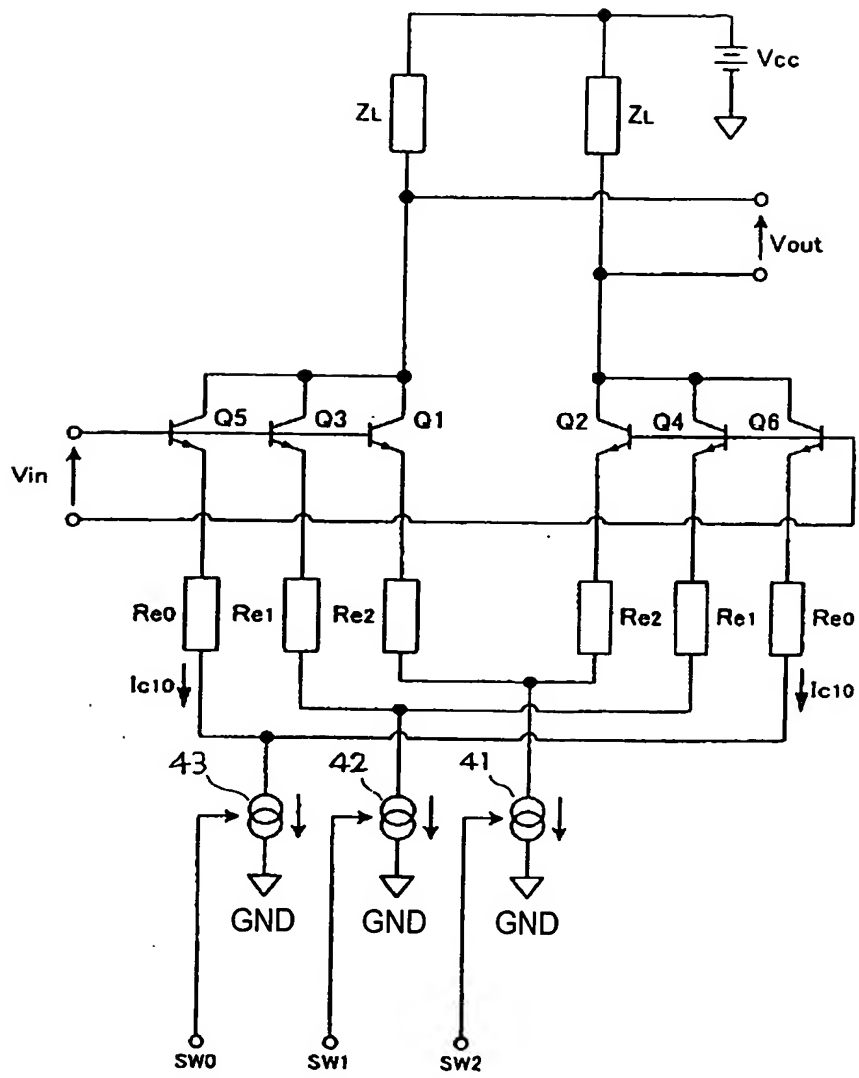 Vcc
ZL
ZL
Vout
Q5
Q3
Q1
Q2
Q4
Q6
Vin
Re0
Re1
Re2
Re2
Re1
Re0
Ic10
Ic10
43
42
41
GND
GND
GND
SW0
SW1
SW2